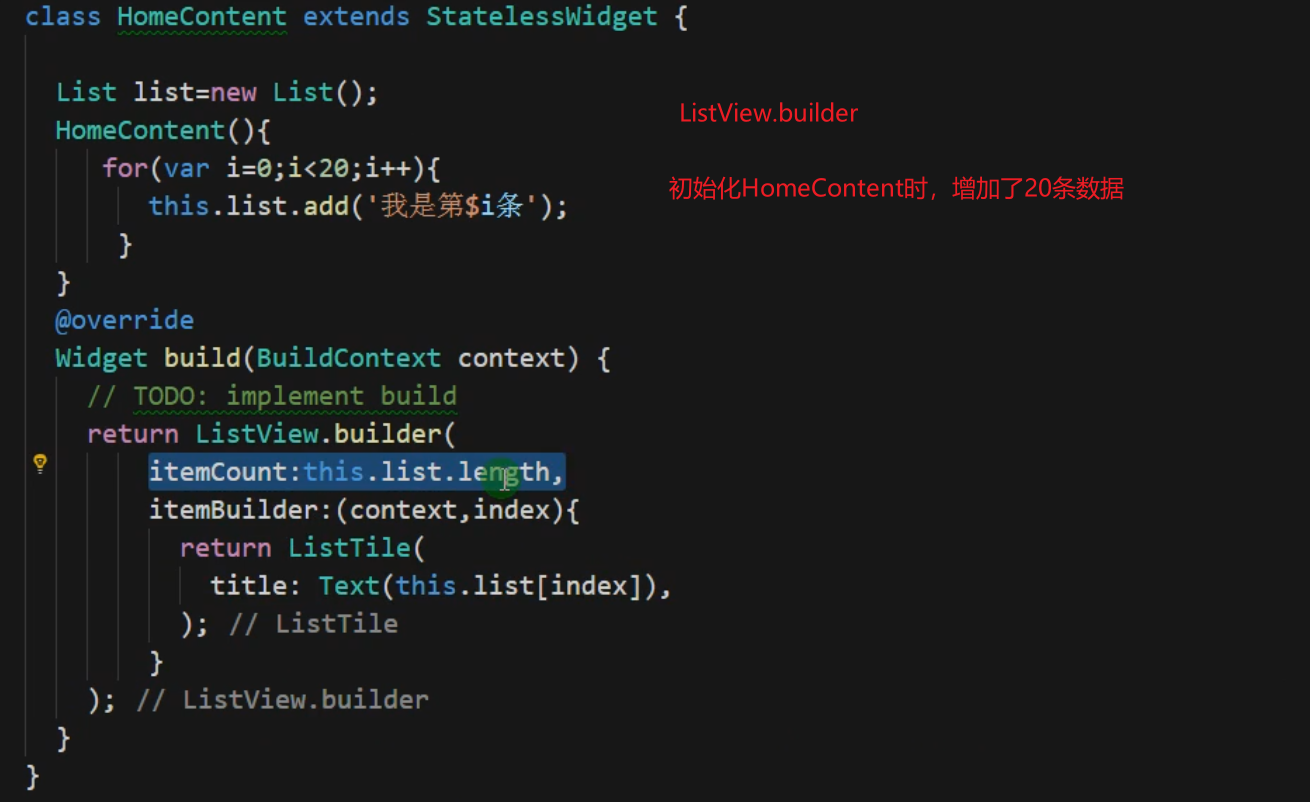 class HomeContent extends StatelessWidget {
List list=new List();
ListView.builder
HomeContent(){
for(var i=0;i<20;i++){
初始化HomeContent时，增加了20条数据
this.list.add('我是第$i条');
}
}
@override
Widget build(BuildContext context) {
// TODO: implement build
return ListView.builder(
itemCount:this.list.length,
itemBuilder:(context,index){
return ListTile(
title: Text(this.list[index]),
); // ListTile
}
); // ListView.builder
}
}